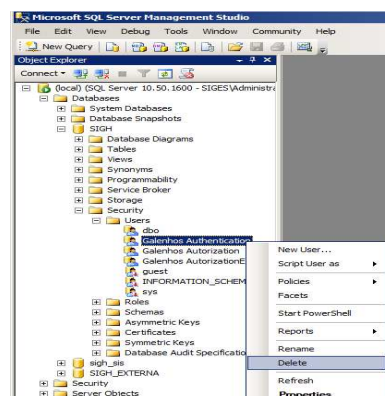 Microsoft SQL Server Management Studio
File Edit View Debug Tools Window Community Help
New Query
Object Explorer
Connect
(local) (SQL Server 10.50.1600 - SIGES\Administra
Databases
System Databases
Database Snapshots
SIGH
Database Diagrams
Tables
Views
Synonyms
Programmability
Service Broker
Storage
Security
Users
dbo
Galenhos Authentication
Galenhos Autorization
Galenhos AutorizationE
guest
INFORMATION_SCHEM
sys
Roles
Schemas
Asymmetric Keys
Certificates
Symmetric Keys
Database Audit Specificatio
sigh_sis
SIGH_EXTERNA
Security
Server Objects
New User...
Script User as
Policies
Facets
Start PowerShell
Reports
Rename
Delete
Refresh
Properties